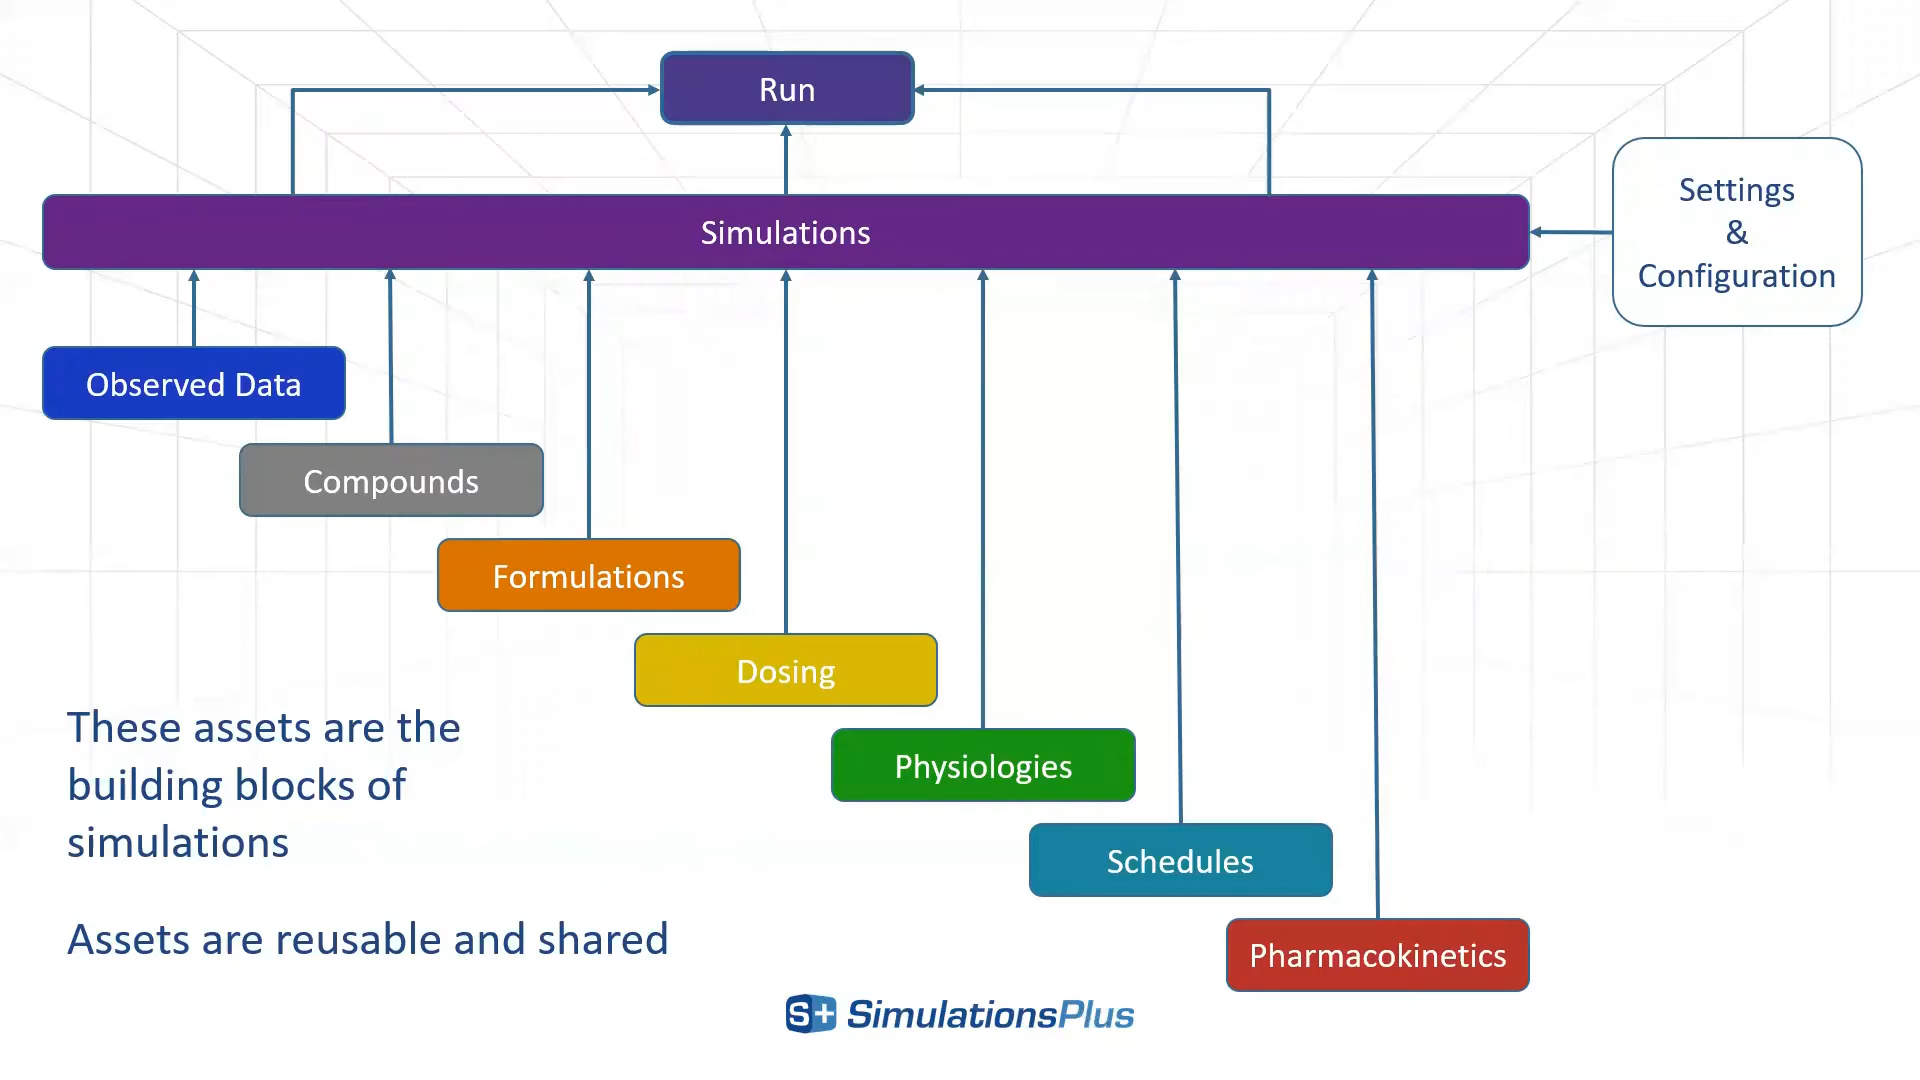 Run
Settings
&
Configuration
Simulations
Observed Data
Compounds
Formulations
Dosing
Physiologies
Schedules
Pharmacokinetics
These assets are the
building blocks of
simulations
Assets are reusable and shared
S+ SimulationsPlus